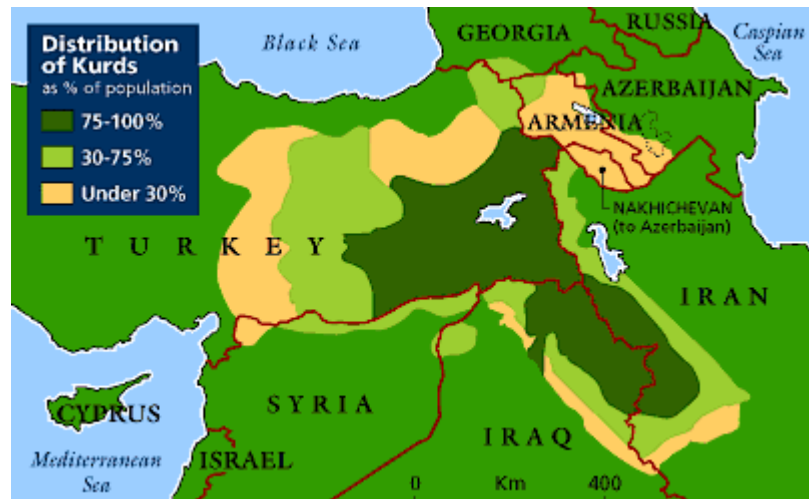 Distribution
of Kurds
as % of population
75-100%
30-75%
Under 30%
Black Sea
GEORGIA
RUSSIA
Caspian
Sea
AZERBAIJAN
ARMENIA
NAKHICHEVAN
(to Azerbaijan)
TURKEY
IRAN
CYPRUS
SYRIA
IRAQ
Mediterranean
Sea
ISRAEL
0 Km 400